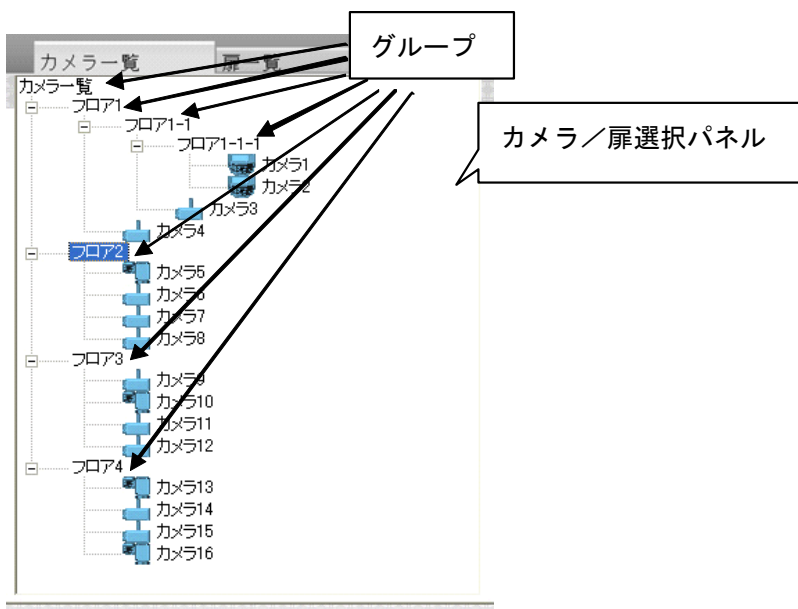 グループ
カメラ一覧 扉一覧
カメラ一覧
フロア1
フロア1-1
フロア1-1-1
カメラ1
カメラ2
カメラ3
カメラ4
フロア2
カメラ5
カメラ6
カメラ7
カメラ8
フロア3
カメラ9
カメラ10
カメラ11
カメラ12
フロア4
カメラ13
カメラ14
カメラ15
カメラ16
カメラ/扉選択パネル